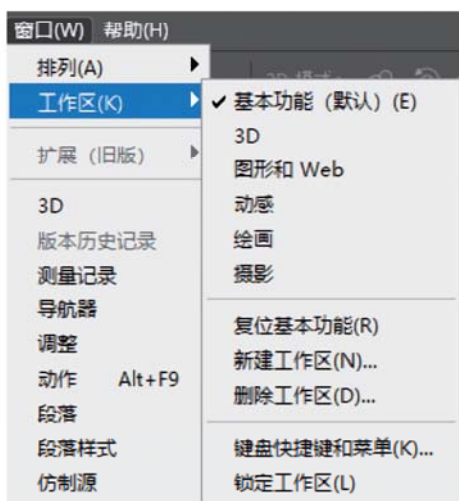 窗口(W) 帮助(H)
排列(A)
工作区(K)
扩展（旧版）
3D
版本历史记录
测量记录
导航器
调整
动作 Alt+F9
段落
段落样式
仿制源
基本功能（默认）(E)
3D
图形和 Web
动感
绘画
摄影
复位基本功能(R)
新建工作区(N)...
删除工作区(D)...
键盘快捷键和菜单(K)...
锁定工作区(L)